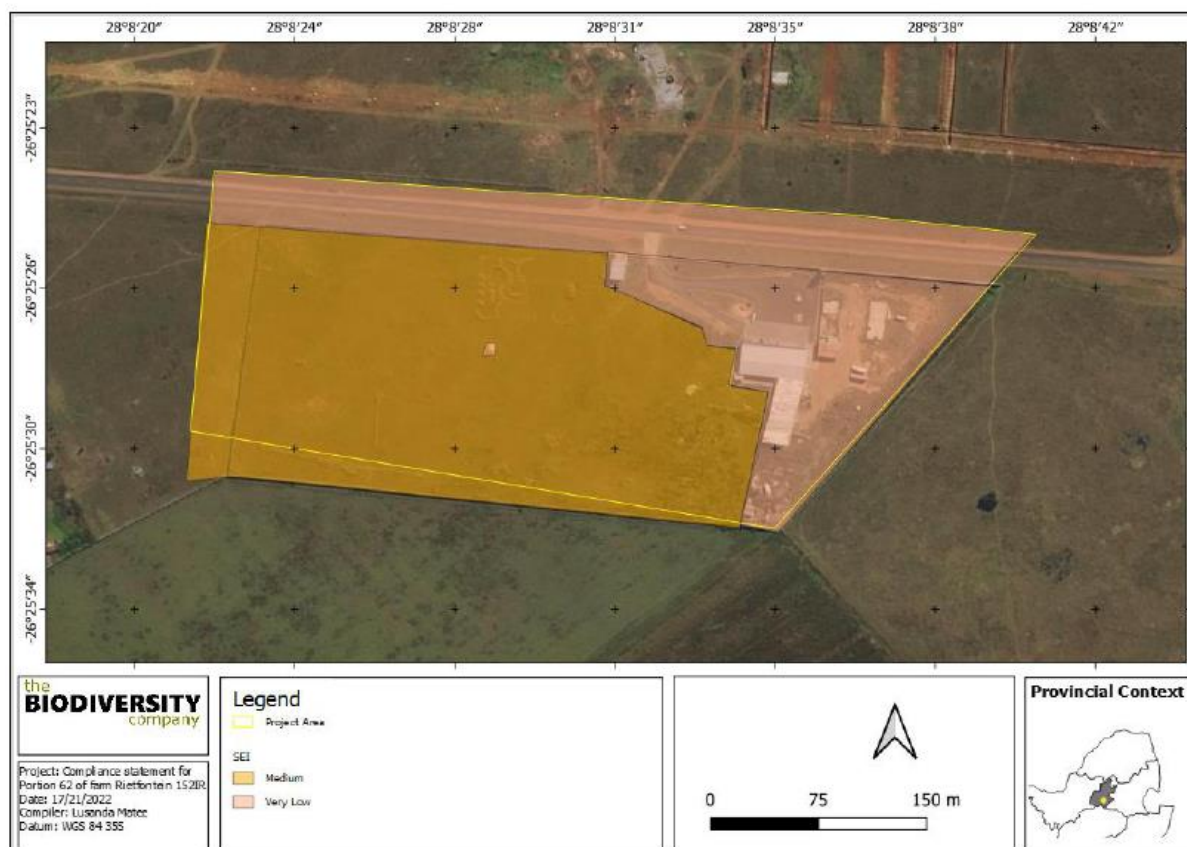 28°8′20″ 28°8′24″ 28°8′28″ 28°8′31″ 28°8′35″ 28°8′38″ 28°8′42″
-26°25′23″
-26°25′26″
-26°25′30″
-26°25′34″
the
BIODIVERSITY
company
Project: Compliance statement for
Portion 62 of farm Rietfontein 152IR
Date: 17/21/2022
Compiler: Lusanda Matee
Datum: WGS 84 35S
Legend
Project Area
SEI
Medium
Very Low
0 75 150 m
Provincial Context